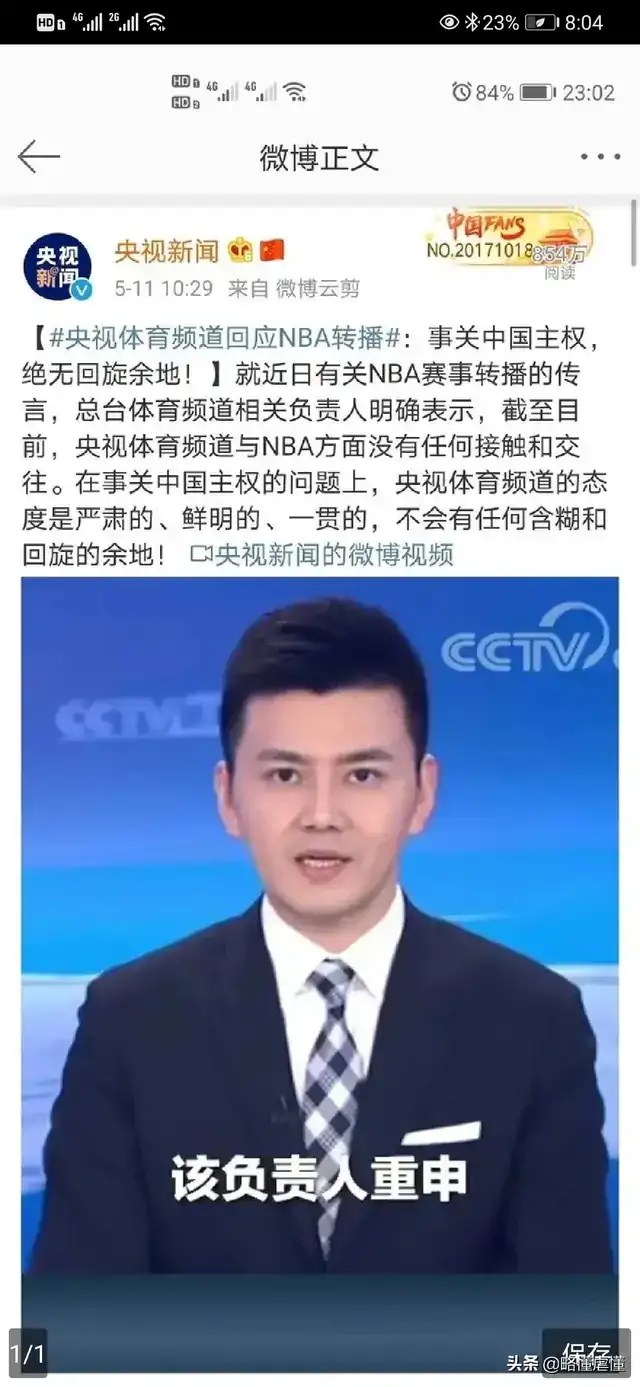 HD 1 4G 2G 23% 8:04
HD 1 4G 4G 84% 23:02
HD 2
微博正文
央视新闻
央视新闻
中国FANS
NO.20171018
854万
阅读
5-11 10:29 来自 微博云剪
【#央视体育频道回应NBA转播#：事关中国主权，
绝无回旋余地！】就近日有关NBA赛事转播的传
言，总台体育频道相关负责人明确表示，截至目
前，央视体育频道与NBA方面没有任何接触和交
往。在事关中国主权的问题上，央视体育频道的态
度是严肃的、鲜明的、一贯的，不会有任何含糊和
回旋的余地！ 央视新闻的微博视频
CCTV
CCTV
该负责人重申
1/1
保存
头条 @略懂虐懂